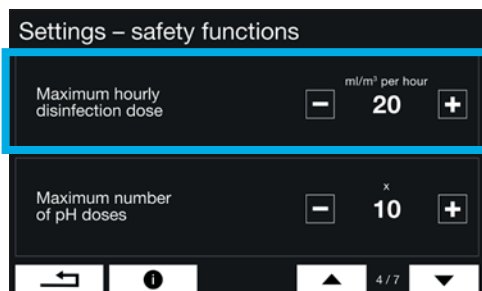 Settings – safety functions
ml/m³ per hour
Maximum hourly
disinfection dose
− 20 +
x
Maximum number
of pH doses
− 10 +
i
4/7